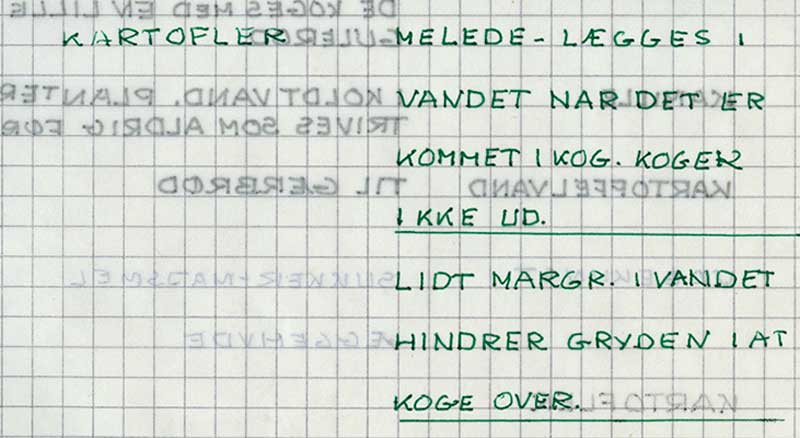 KARTOFLER MELEDE - LÆGGES I
VANDET NAR DET ER
KOMMET I KOG. KOGER
IKKE UD.
LIDT MARGR. I VANDET
HINDRER GRYDEN I AT
KOGE OVER.